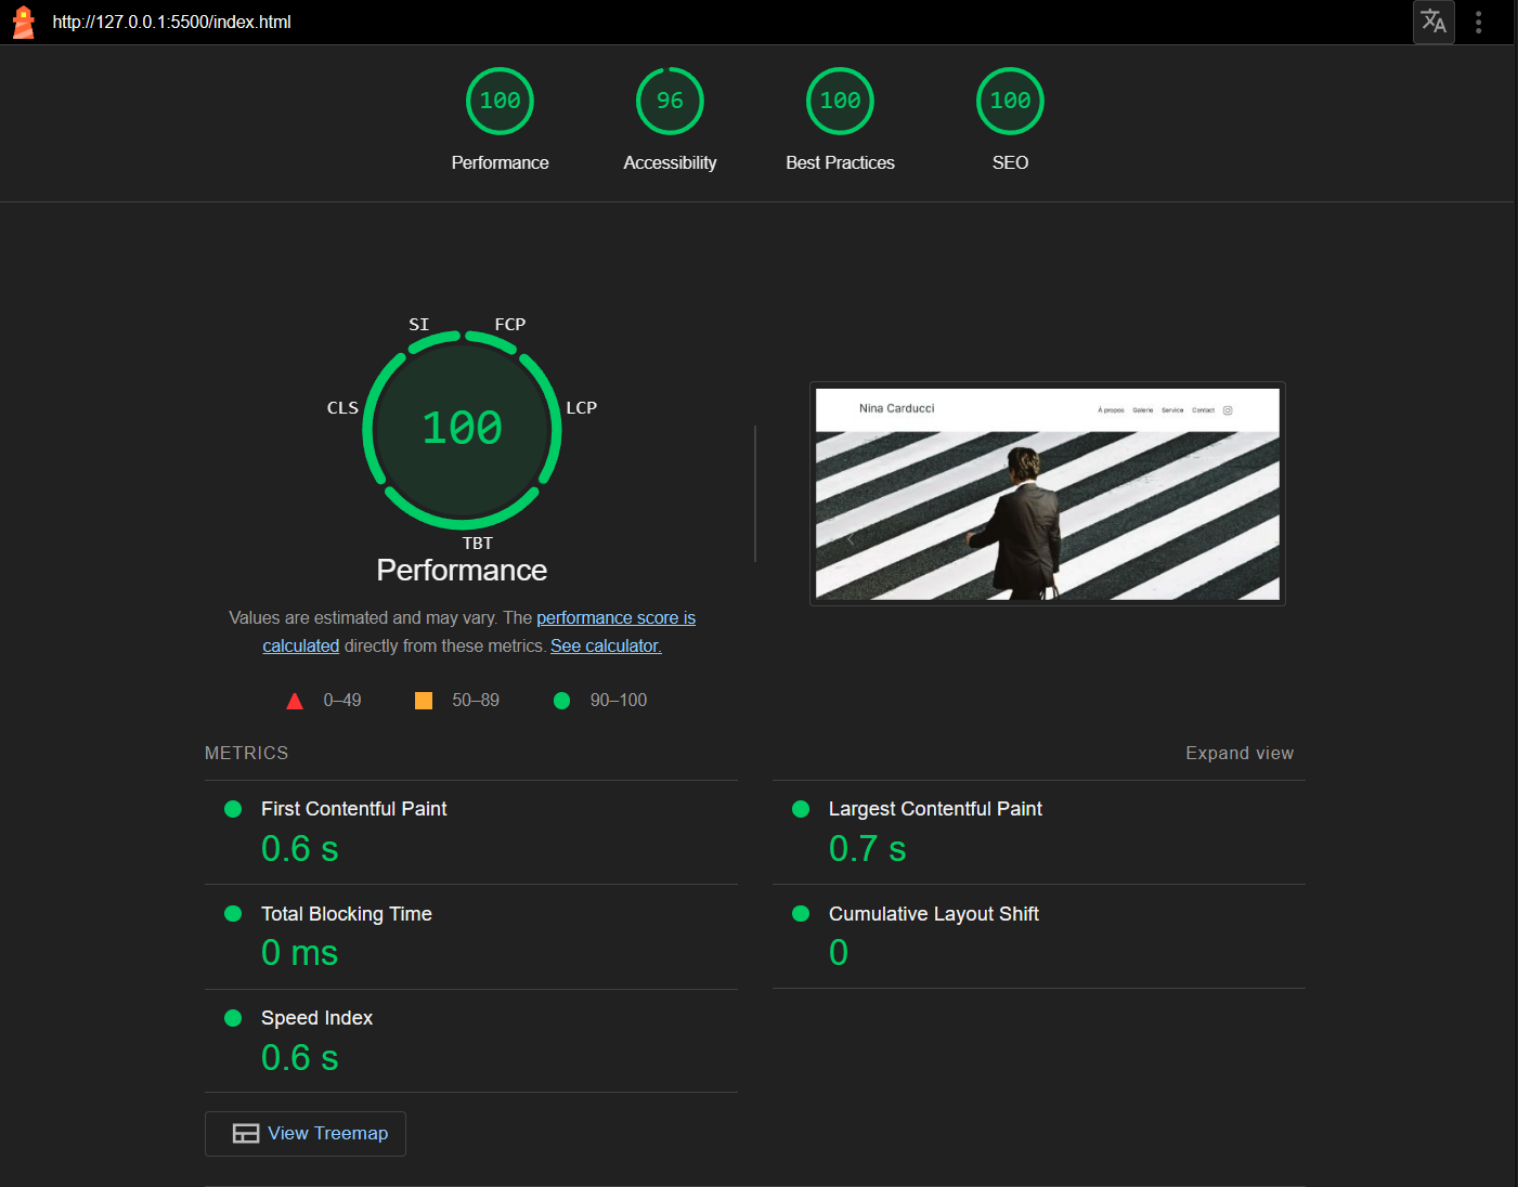 http://127.0.0.1:5500/index.html
100
96
100
100
Performance
Accessibility
Best Practices
SEO
SI
FCP
CLS
LCP
100
TBT
Performance
Values are estimated and may vary. The performance score is
calculated directly from these metrics. See calculator.
0–49
50–89
90–100
Nina Carducci
À propos
Galerie
Service
Contact
METRICS
Expand view
First Contentful Paint
0.6 s
Largest Contentful Paint
0.7 s
Total Blocking Time
0 ms
Cumulative Layout Shift
0
Speed Index
0.6 s
View Treemap